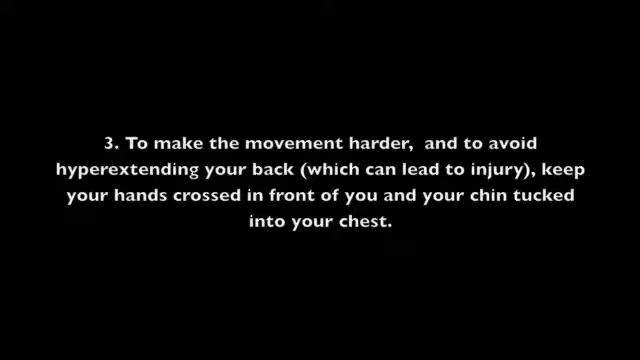 3. To make the movement harder,  and to avoid
hyperextending your back (which can lead to injury), keep
your hands crossed in front of you and your chin tucked
into your chest.